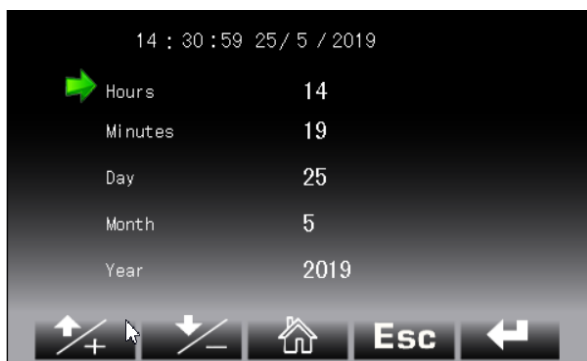 14 : 30 : 59 25/ 5 / 2019
Hours 14
Minutes 19
Day 25
Month 5
Year 2019
+ - Esc